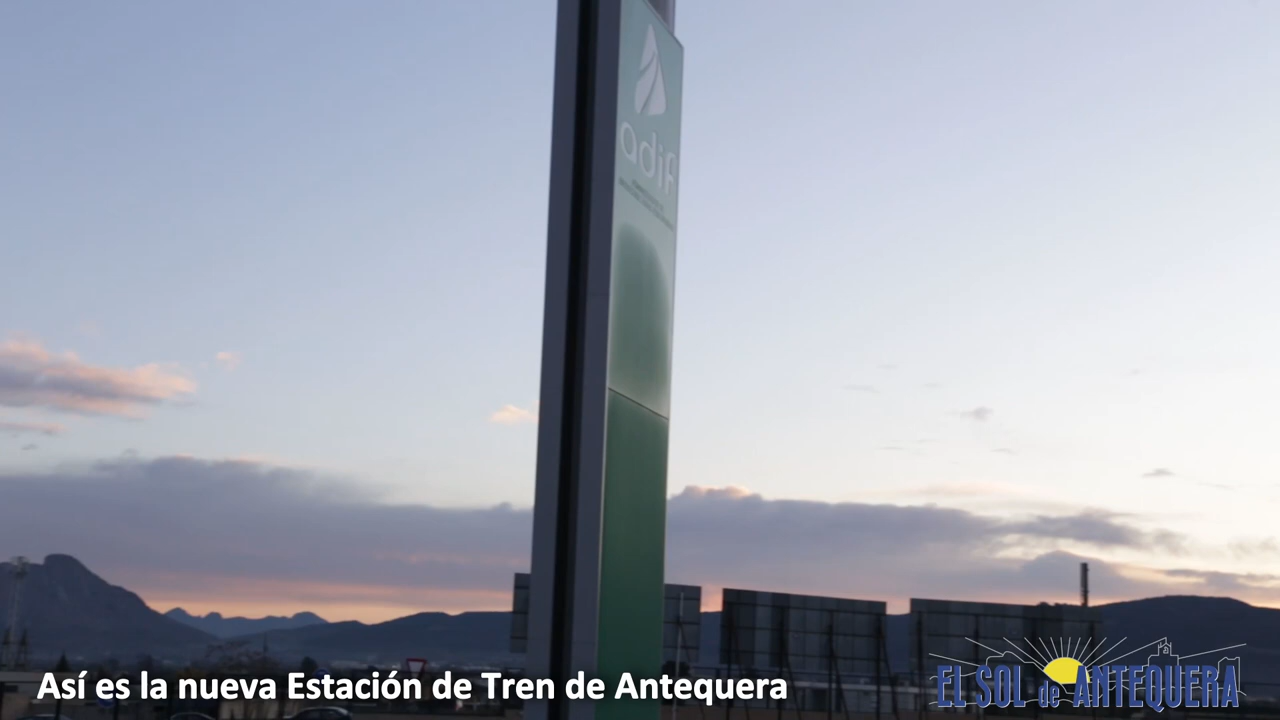 adif
Así es la nueva Estación de Tren de Antequera
EL SOL de ANTEQUERA